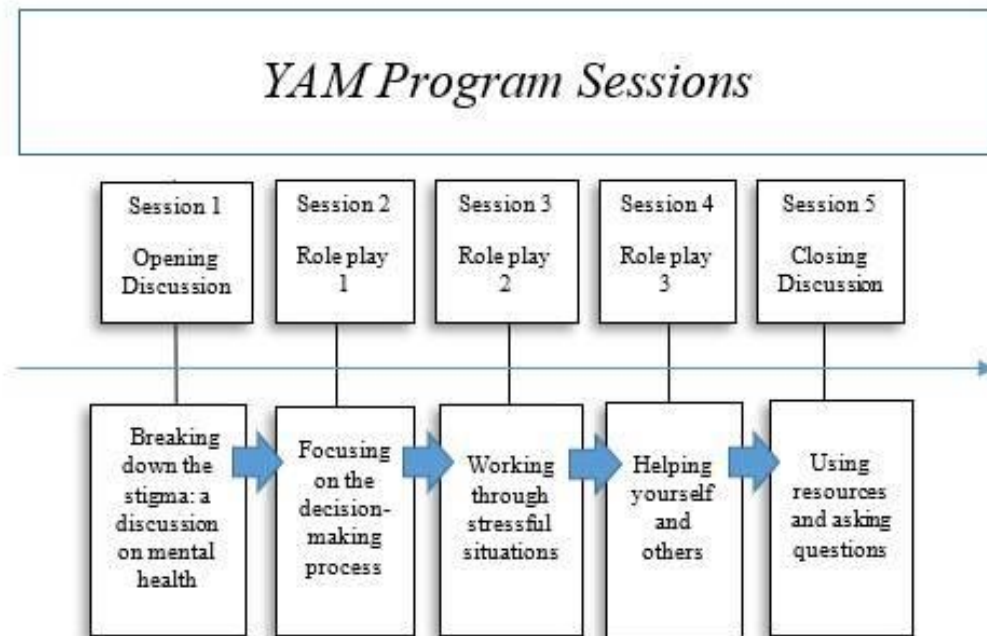 YAM Program Sessions
Session 1
Opening
Discussion
Session 2
Role play
1
Session 3
Role play
2
Session 4
Role play
3
Session 5
Closing
Discussion
Breaking
down the
stigma: a
discussion
on mental
health
Focusing
on the
decision-
making
process
Working
through
stressful
situations
Helping
yourself
and
others
Using
resources
and asking
questions